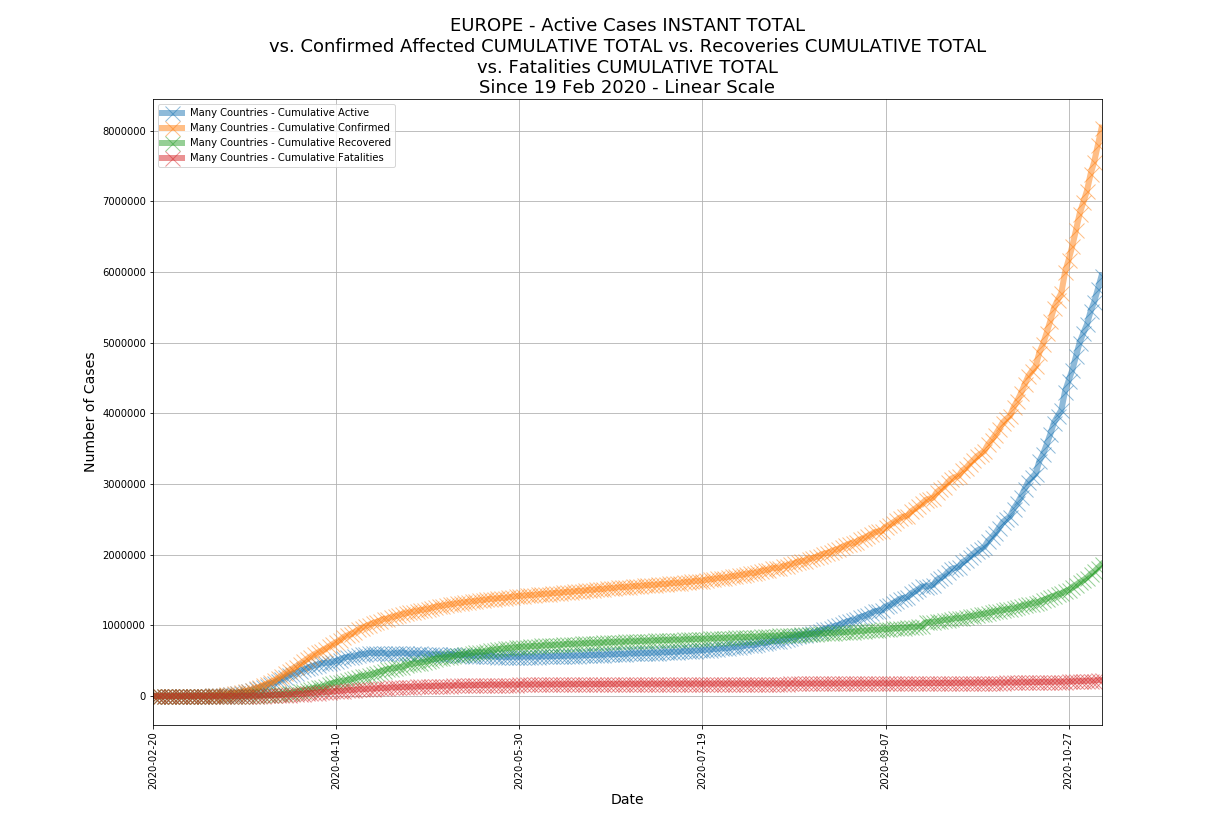 EUROPE - Active Cases INSTANT TOTAL
vs. Confirmed Affected CUMULATIVE TOTAL vs. Recoveries CUMULATIVE TOTAL
vs. Fatalities CUMULATIVE TOTAL
Since 19 Feb 2020 - Linear Scale
Many Countries - Cumulative Active
Many Countries - Cumulative Confirmed
Many Countries - Cumulative Recovered
Many Countries - Cumulative Fatalities
8000000
7000000
6000000
5000000
4000000
3000000
2000000
1000000
0
Number of Cases
2020-02-20
2020-04-10
2020-05-30
2020-07-19
2020-09-07
2020-10-27
Date